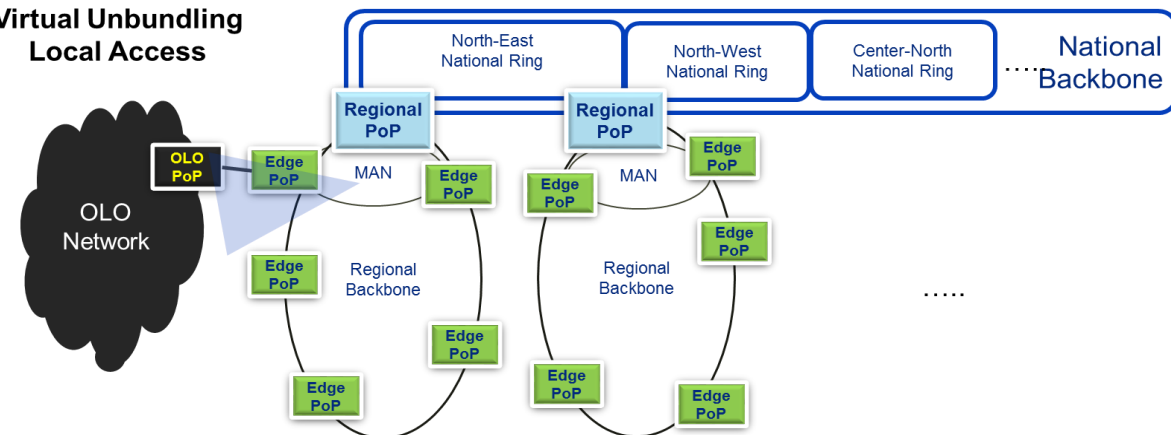 Virtual Unbundling
Local Access
North-East
National Ring
North-West
National Ring
Center-North
National Ring
…..
National
Backbone
Regional
PoP
Regional
PoP
OLO
PoP
Edge
PoP
MAN
Edge
PoP
Edge
PoP
MAN
Edge
PoP
OLO
Network
Edge
PoP
Regional
Backbone
Edge
PoP
Edge
PoP
Regional
Backbone
Edge
PoP
…..
Edge
PoP
Edge
PoP
Edge
PoP